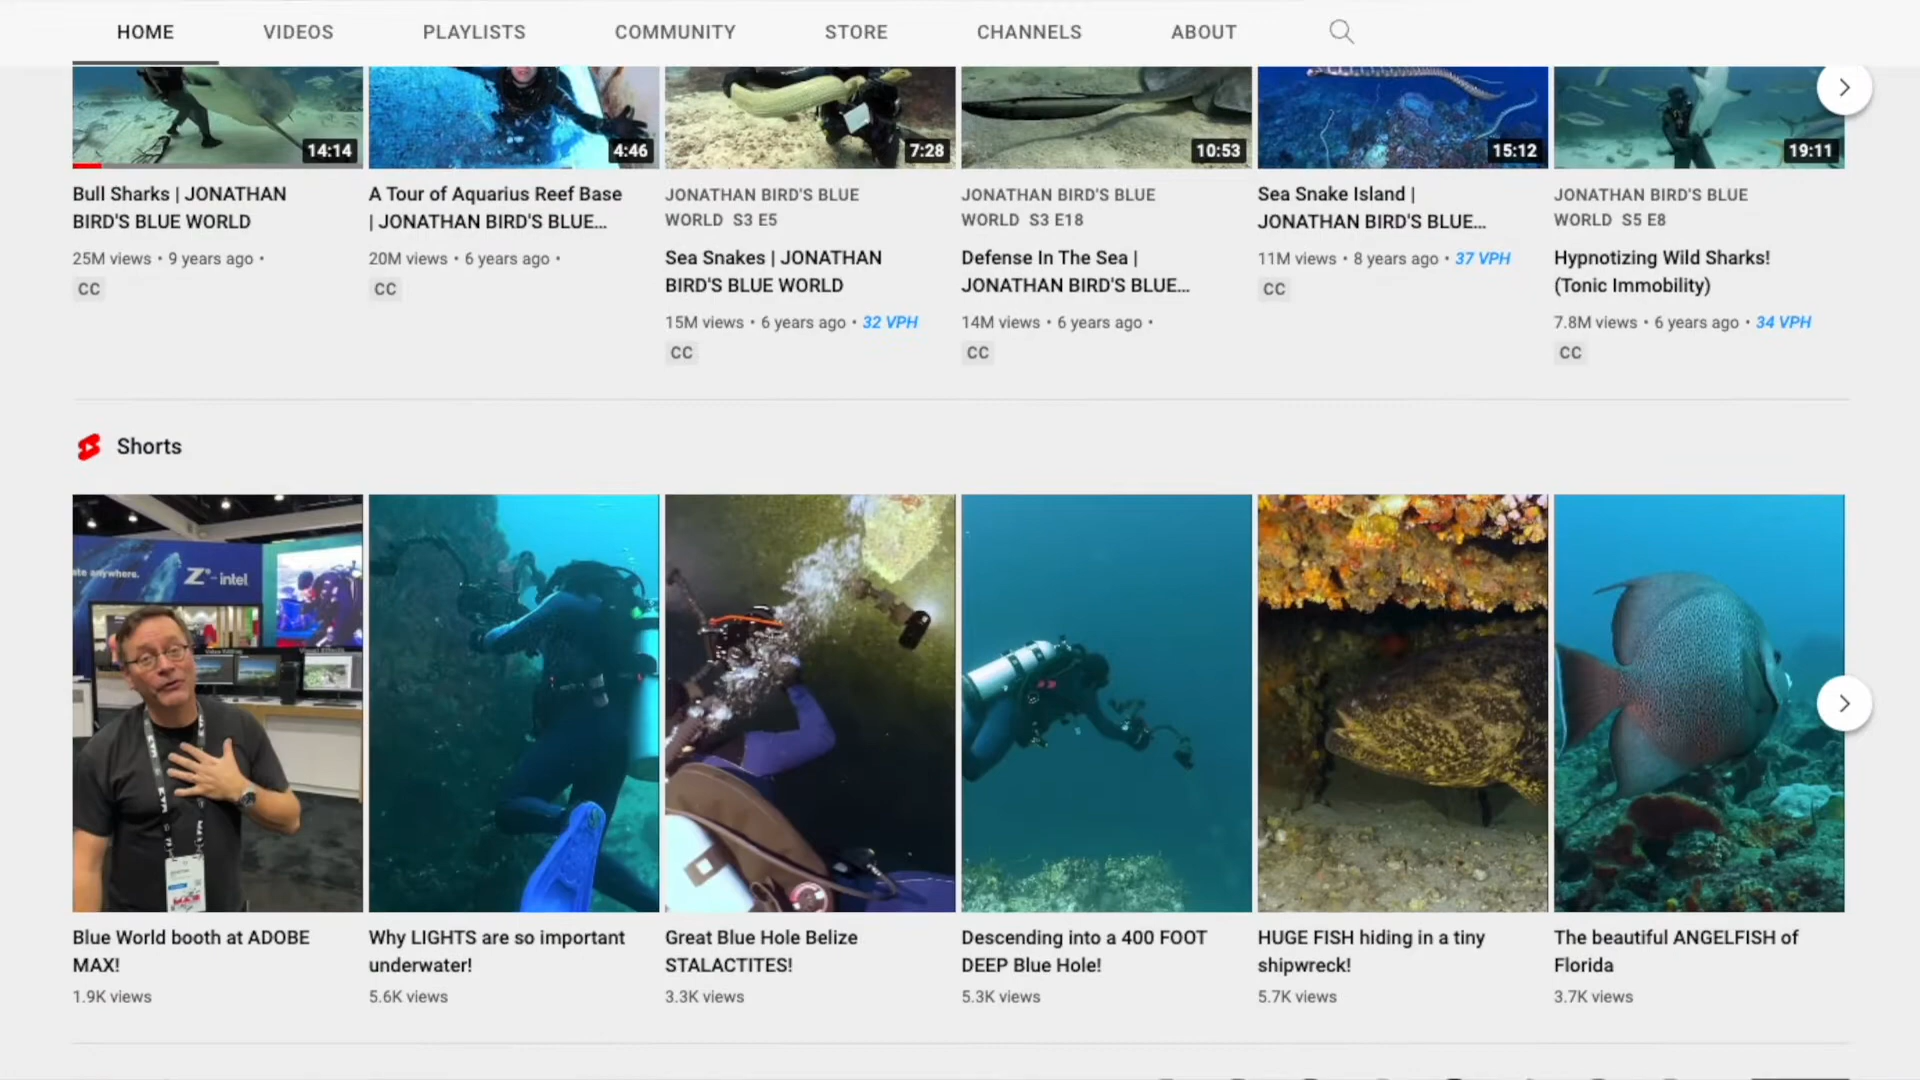 HOME VIDEOS PLAYLISTS COMMUNITY STORE CHANNELS ABOUT
14:14
4:46
7:28
10:53
15:12
19:11
Bull Sharks | JONATHAN
BIRD'S BLUE WORLD
25M views • 9 years ago •
CC
A Tour of Aquarius Reef Base
| JONATHAN BIRD'S BLUE...
20M views • 6 years ago •
CC
JONATHAN BIRD'S BLUE
WORLD S3 E5
Sea Snakes | JONATHAN
BIRD'S BLUE WORLD
15M views • 6 years ago • 32 VPH
CC
JONATHAN BIRD'S BLUE
WORLD S3 E18
Defense In The Sea |
JONATHAN BIRD'S BLUE...
14M views • 6 years ago •
CC
Sea Snake Island |
JONATHAN BIRD'S BLUE...
11M views • 8 years ago • 37 VPH
CC
JONATHAN BIRD'S BLUE
WORLD S5 E8
Hypnotizing Wild Sharks!
(Tonic Immobility)
7.8M views • 6 years ago • 34 VPH
CC
Shorts
ate anywhere.
Z intel
Blue World booth at ADOBE
MAX!
1.9K views
Why LIGHTS are so important
underwater!
5.6K views
Great Blue Hole Belize
STALACTITES!
3.3K views
Descending into a 400 FOOT
DEEP Blue Hole!
5.3K views
HUGE FISH hiding in a tiny
shipwreck!
5.7K views
The beautiful ANGELFISH of
Florida
3.7K views